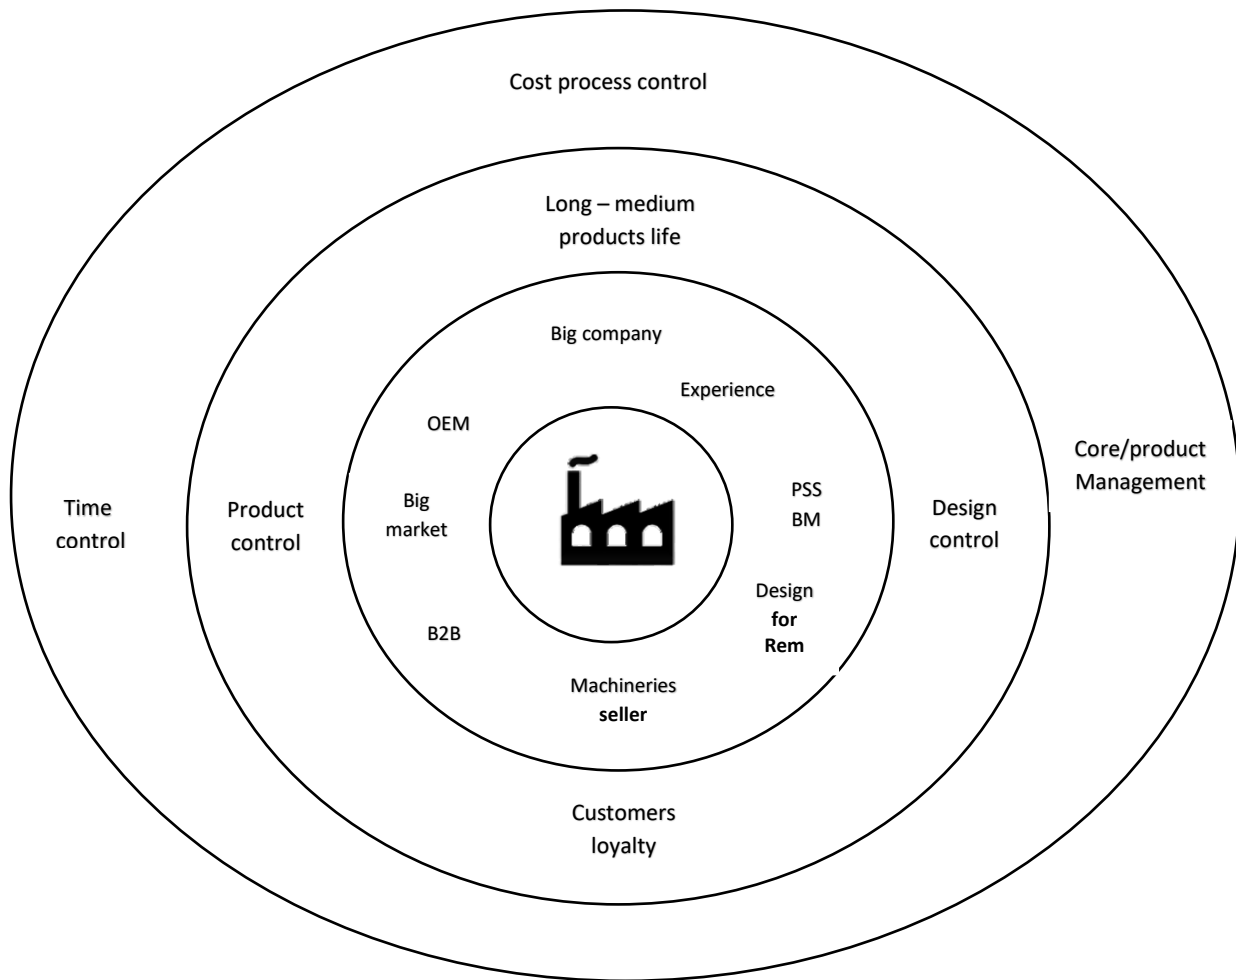 Cost process control
Long – medium
products life
Big company
Experience
OEM
Core/product
Management
Time
control
Product
control
Big
market
PSS
BM
Design
control
Design
for
Rem
B2B
Machineries
seller
Customers
loyalty